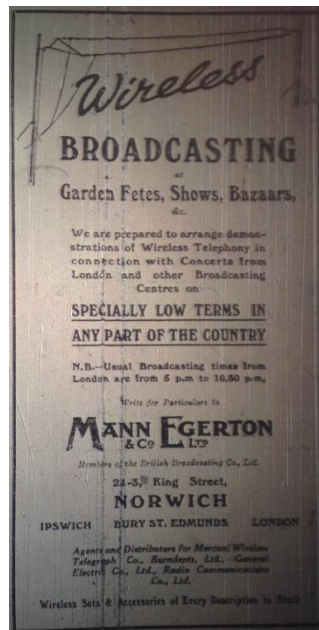 Wireless
BROADCASTING
at
Garden Fetes, Shows, Bazaars,
&c.
We are prepared to arrange demon-
strations of Wireless Telephony in
connection with Concerts from
London and other Broadcasting
Centres on
SPECIALLY LOW TERMS IN
ANY PART OF THE COUNTRY
N.B.—Usual Broadcasting times from
London are from 5 p.m to 10.50 p.m,
Write for Particulars to
MANN EGERTON
& CO LTD
Members of the British Broadcasting Co., Ltd.
King Street,
NORWICH
IPSWICH BURY ST. EDMUNDS LONDON
Agents and Distributors for Marconi Wireless
Telegraph Co., Burndepts, Ltd., General
Electric Co., Ltd., Radio Communications
Co., Ltd.
Wireless Sets & Accessories of Every Description in Stock